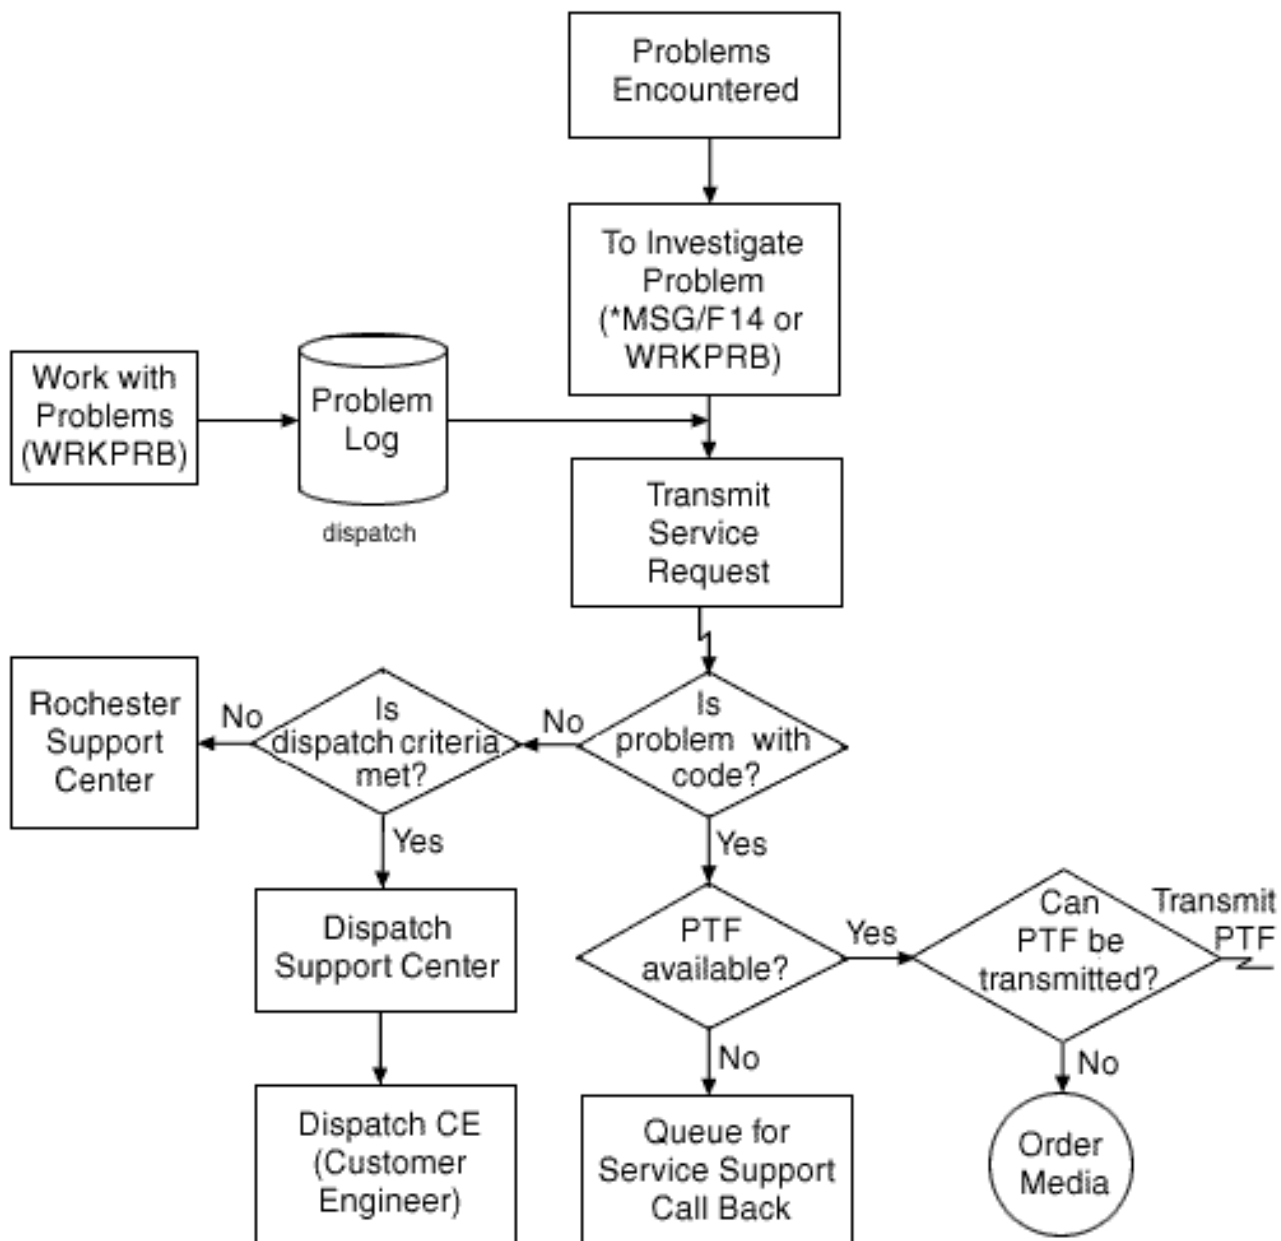 Problems
Encountered
To Investigate
Problem
(*MSG/F14 or
WRKPRB)
Work with
Problems
(WRKPRB)
Problem
Log
dispatch
Transmit
Service
Request
Rochester
Support
Center
No
Is
dispatch criteria
met?
No
Is
problem with
code?
Yes
Yes
Dispatch
Support Center
PTF
available?
Yes
Can
PTF be
transmitted?
Transmit
PTF
No
No
Dispatch CE
(Customer
Engineer)
Queue for
Service Support
Call Back
Order
Media